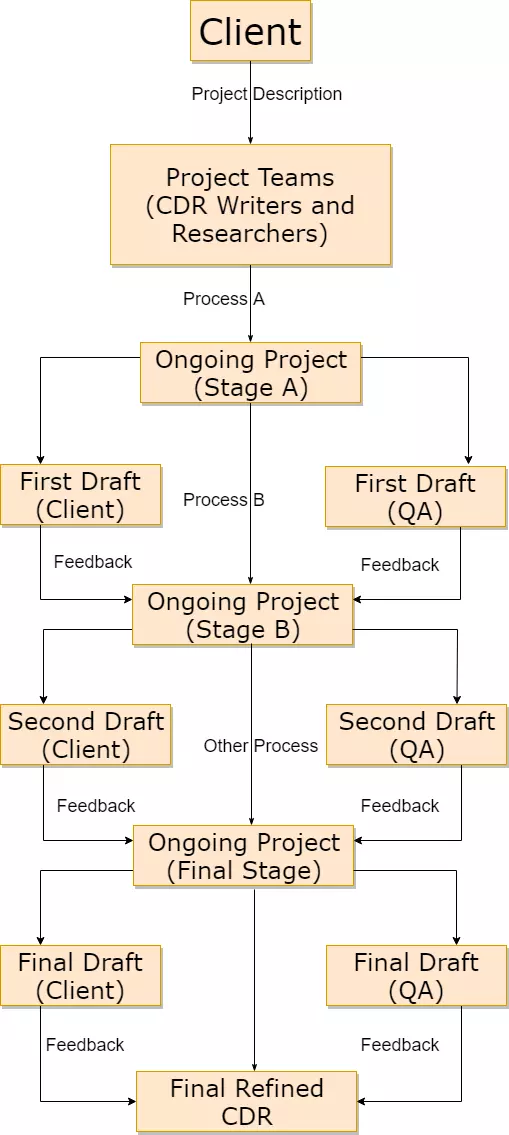 Client
Project Description
Project Teams
(CDR Writers and
Researchers)
Process A
Ongoing Project
(Stage A)
First Draft
(Client)
Process B
First Draft
(QA)
Feedback
Feedback
Ongoing Project
(Stage B)
Second Draft
(Client)
Other Process
Second Draft
(QA)
Feedback
Feedback
Ongoing Project
(Final Stage)
Final Draft
(Client)
Final Draft
(QA)
Feedback
Feedback
Final Refined
CDR